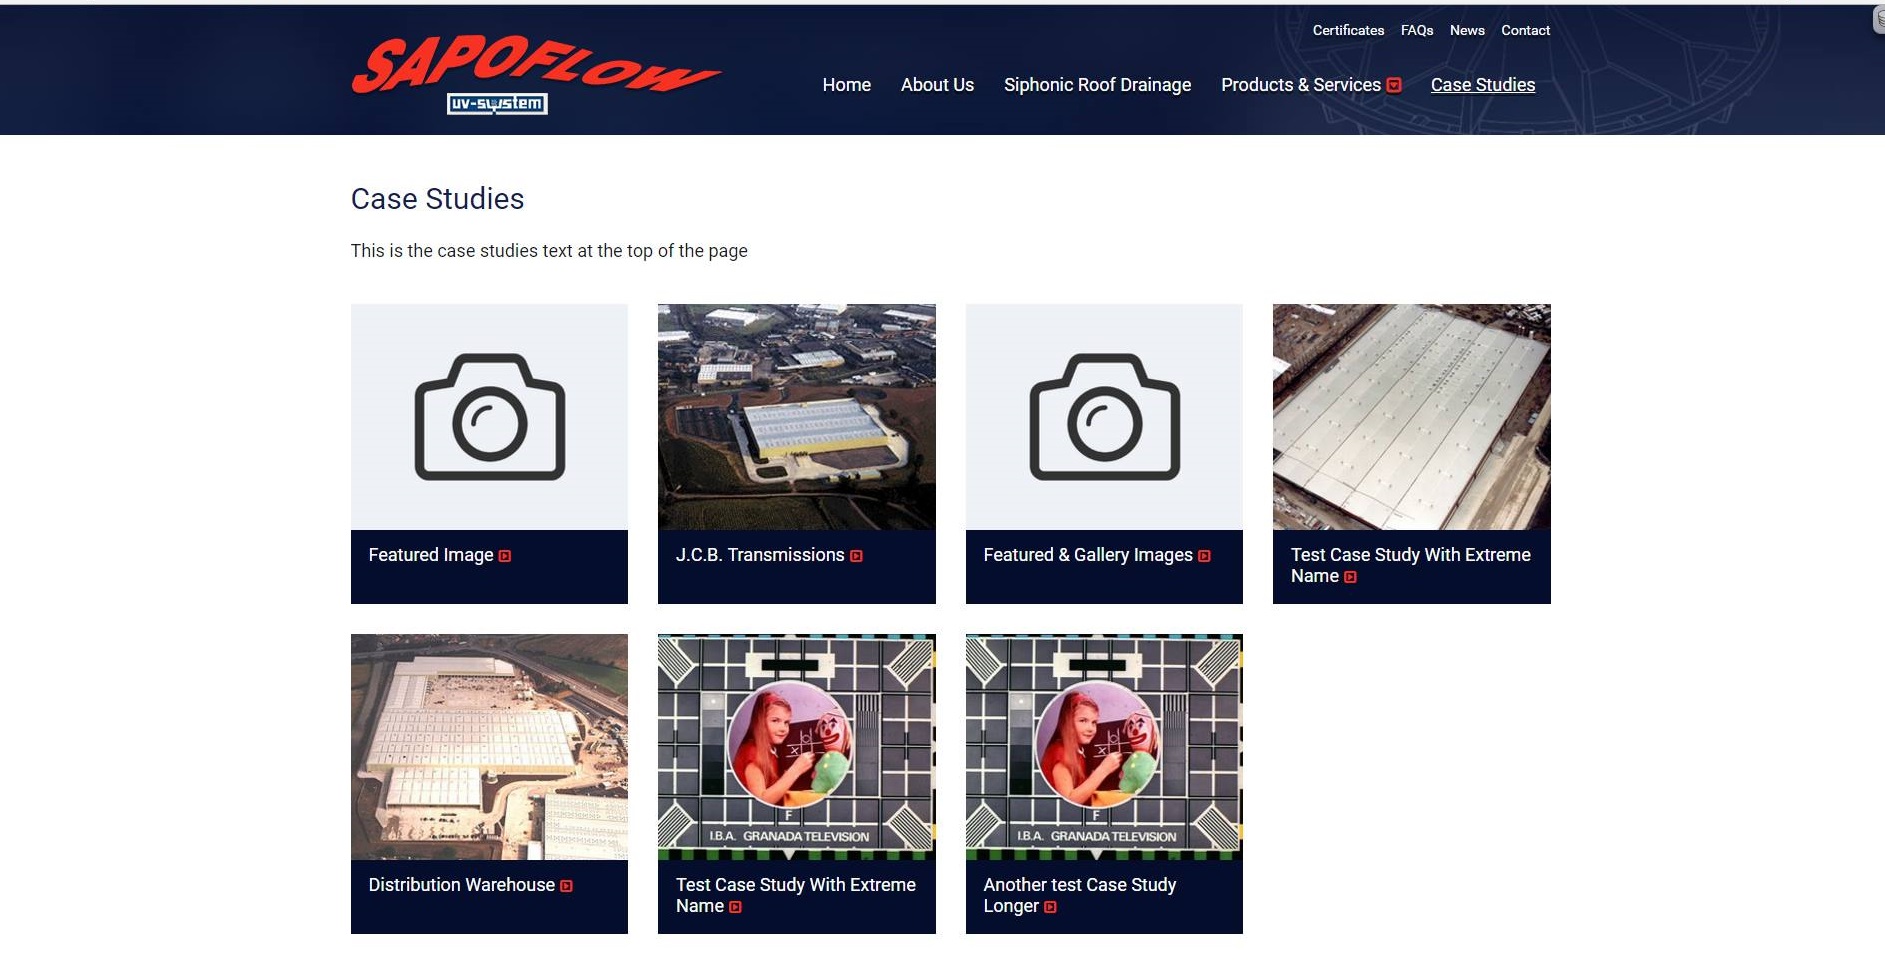 Certificates FAQs News Contact
SAPOFLOW
uv-system
Home About Us Siphonic Roof Drainage Products & Services Case Studies
Case Studies
This is the case studies text at the top of the page
Featured Image
J.C.B. Transmissions
Featured & Gallery Images
Test Case Study With Extreme
Name
F
I.B.A. GRANADA TELEVISION
F
I.B.A. GRANADA TELEVISION
Distribution Warehouse
Test Case Study With Extreme
Name
Another test Case Study
Longer